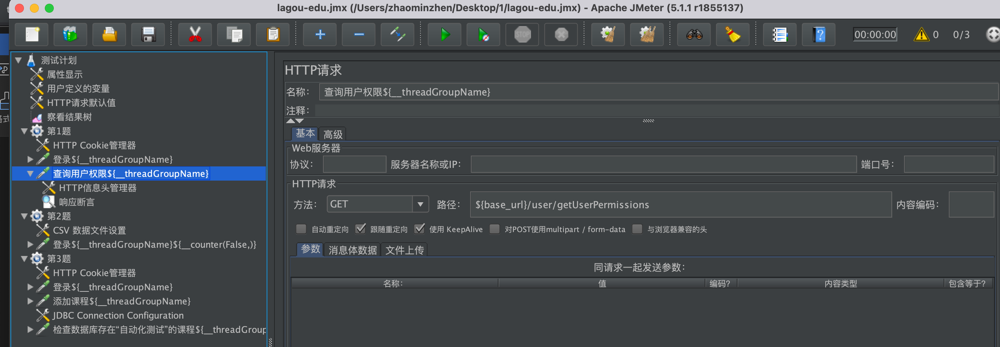 lagou-edu.jmx (/Users/zhaominzhen/Desktop/1/lagou-edu.jmx) - Apache JMeter (5.1.1 r1855137)
STOP
00:00:00
0
0/3
测试计划
属性显示
用户定义的变量
HTTP请求默认值
察看结果树
第1题
HTTP Cookie管理器
登录${__threadGroupName}
查询用户权限${__threadGroupName}
HTTP信息头管理器
响应断言
第2题
CSV 数据文件设置
登录${__threadGroupName}${__counter(False,)}
第3题
HTTP Cookie管理器
登录${__threadGroupName}
添加课程${__threadGroupName}
JDBC Connection Configuration
检查数据库存在“自动化测试”的课程${__threadGroup
HTTP请求
名称： 查询用户权限${__threadGroupName}
注释：
基本 高级
Web服务器
协议： 服务器名称或IP： 端口号：
HTTP请求
方法： GET 路径： ${base_url}/user/getUserPermissions 内容编码：
自动重定向 跟随重定向 使用 KeepAlive 对POST使用multipart / form-data 与浏览器兼容的头
参数 消息体数据 文件上传
同请求一起发送参数：
名称： 值 编码? 内容类型 包含等于?